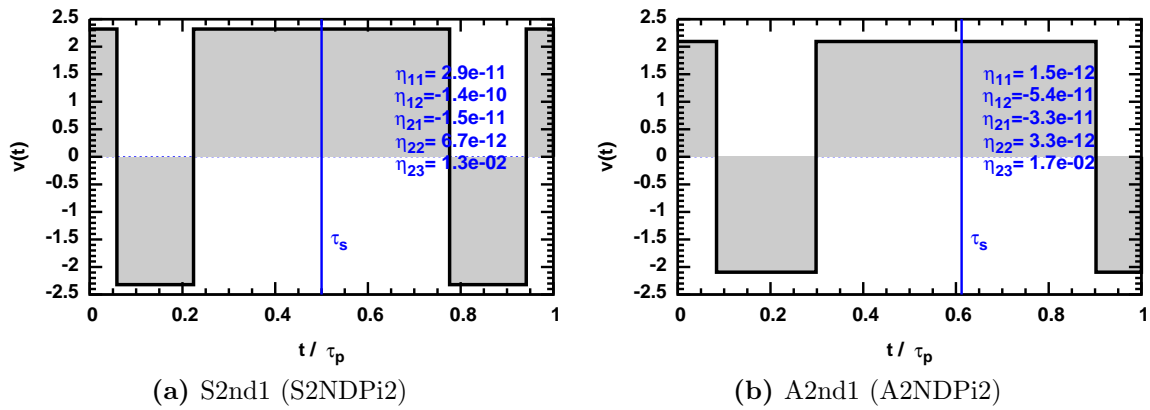 2.5
2
1.5
1
0.5
0
-0.5
-1
-1.5
-2
-2.5
v(t)
η11= 2.9e-11
η12=-1.4e-10
η21=-1.5e-11
η22= 6.7e-12
η23= 1.3e-02
τs
0 0.2 0.4 0.6 0.8 1
t / τp
(a) S2nd1 (S2NDPi2)
2.5
2
1.5
1
0.5
0
-0.5
-1
-1.5
-2
-2.5
v(t)
η11= 1.5e-12
η12=-5.4e-11
η21=-3.3e-11
η22= 3.3e-12
η23= 1.7e-02
τs
0 0.2 0.4 0.6 0.8 1
t / τp
(b) A2nd1 (A2NDPi2)